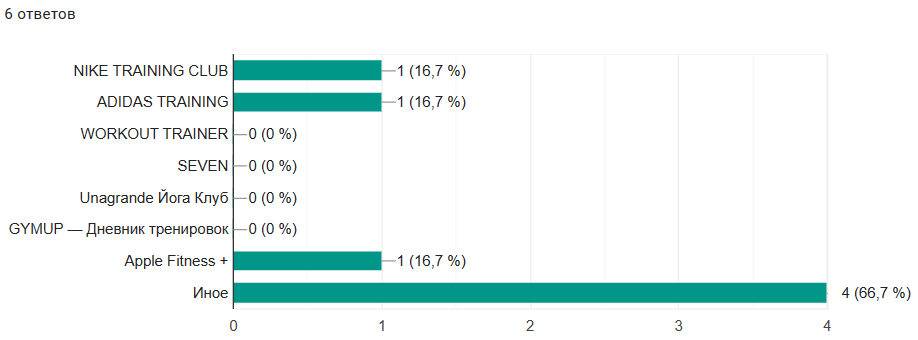 6 ответов
NIKE TRAINING CLUB 1 (16,7 %)
ADIDAS TRAINING 1 (16,7 %)
WORKOUT TRAINER 0 (0 %)
SEVEN 0 (0 %)
Unagrande Йога Клуб 0 (0 %)
GYMUP — Дневник тренировок 0 (0 %)
Apple Fitness + 1 (16,7 %)
Иное 4 (66,7 %)
0 1 2 3 4